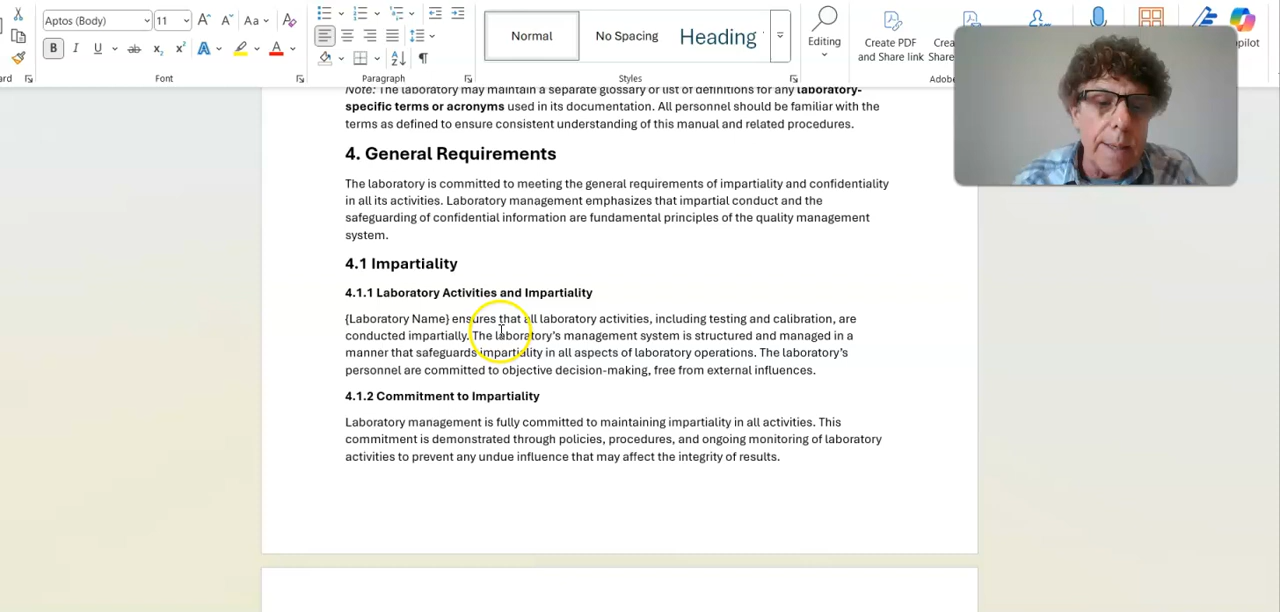 Aptos (Body) 11 Aa
Normal No Spacing Heading
Editing
Create PDF
and Share link
B I U ab x₂ x² A A
ard Font Paragraph Styles
Note: The laboratory may maintain a separate glossary or list of definitions for any laboratory-
specific terms or acronyms used in its documentation. All personnel should be familiar with the
terms as defined to ensure consistent understanding of this manual and related procedures.
4. General Requirements
The laboratory is committed to meeting the general requirements of impartiality and confidentiality
in all its activities. Laboratory management emphasizes that impartial conduct and the
safeguarding of confidential information are fundamental principles of the quality management
system.
4.1 Impartiality
4.1.1 Laboratory Activities and Impartiality
{Laboratory Name} ensures that all laboratory activities, including testing and calibration, are
conducted impartially. The laboratory’s management system is structured and managed in a
manner that safeguards impartiality in all aspects of laboratory operations. The laboratory’s
personnel are committed to objective decision-making, free from external influences.
4.1.2 Commitment to Impartiality
Laboratory management is fully committed to maintaining impartiality in all activities. This
commitment is demonstrated through policies, procedures, and ongoing monitoring of laboratory
activities to prevent any undue influence that may affect the integrity of results.